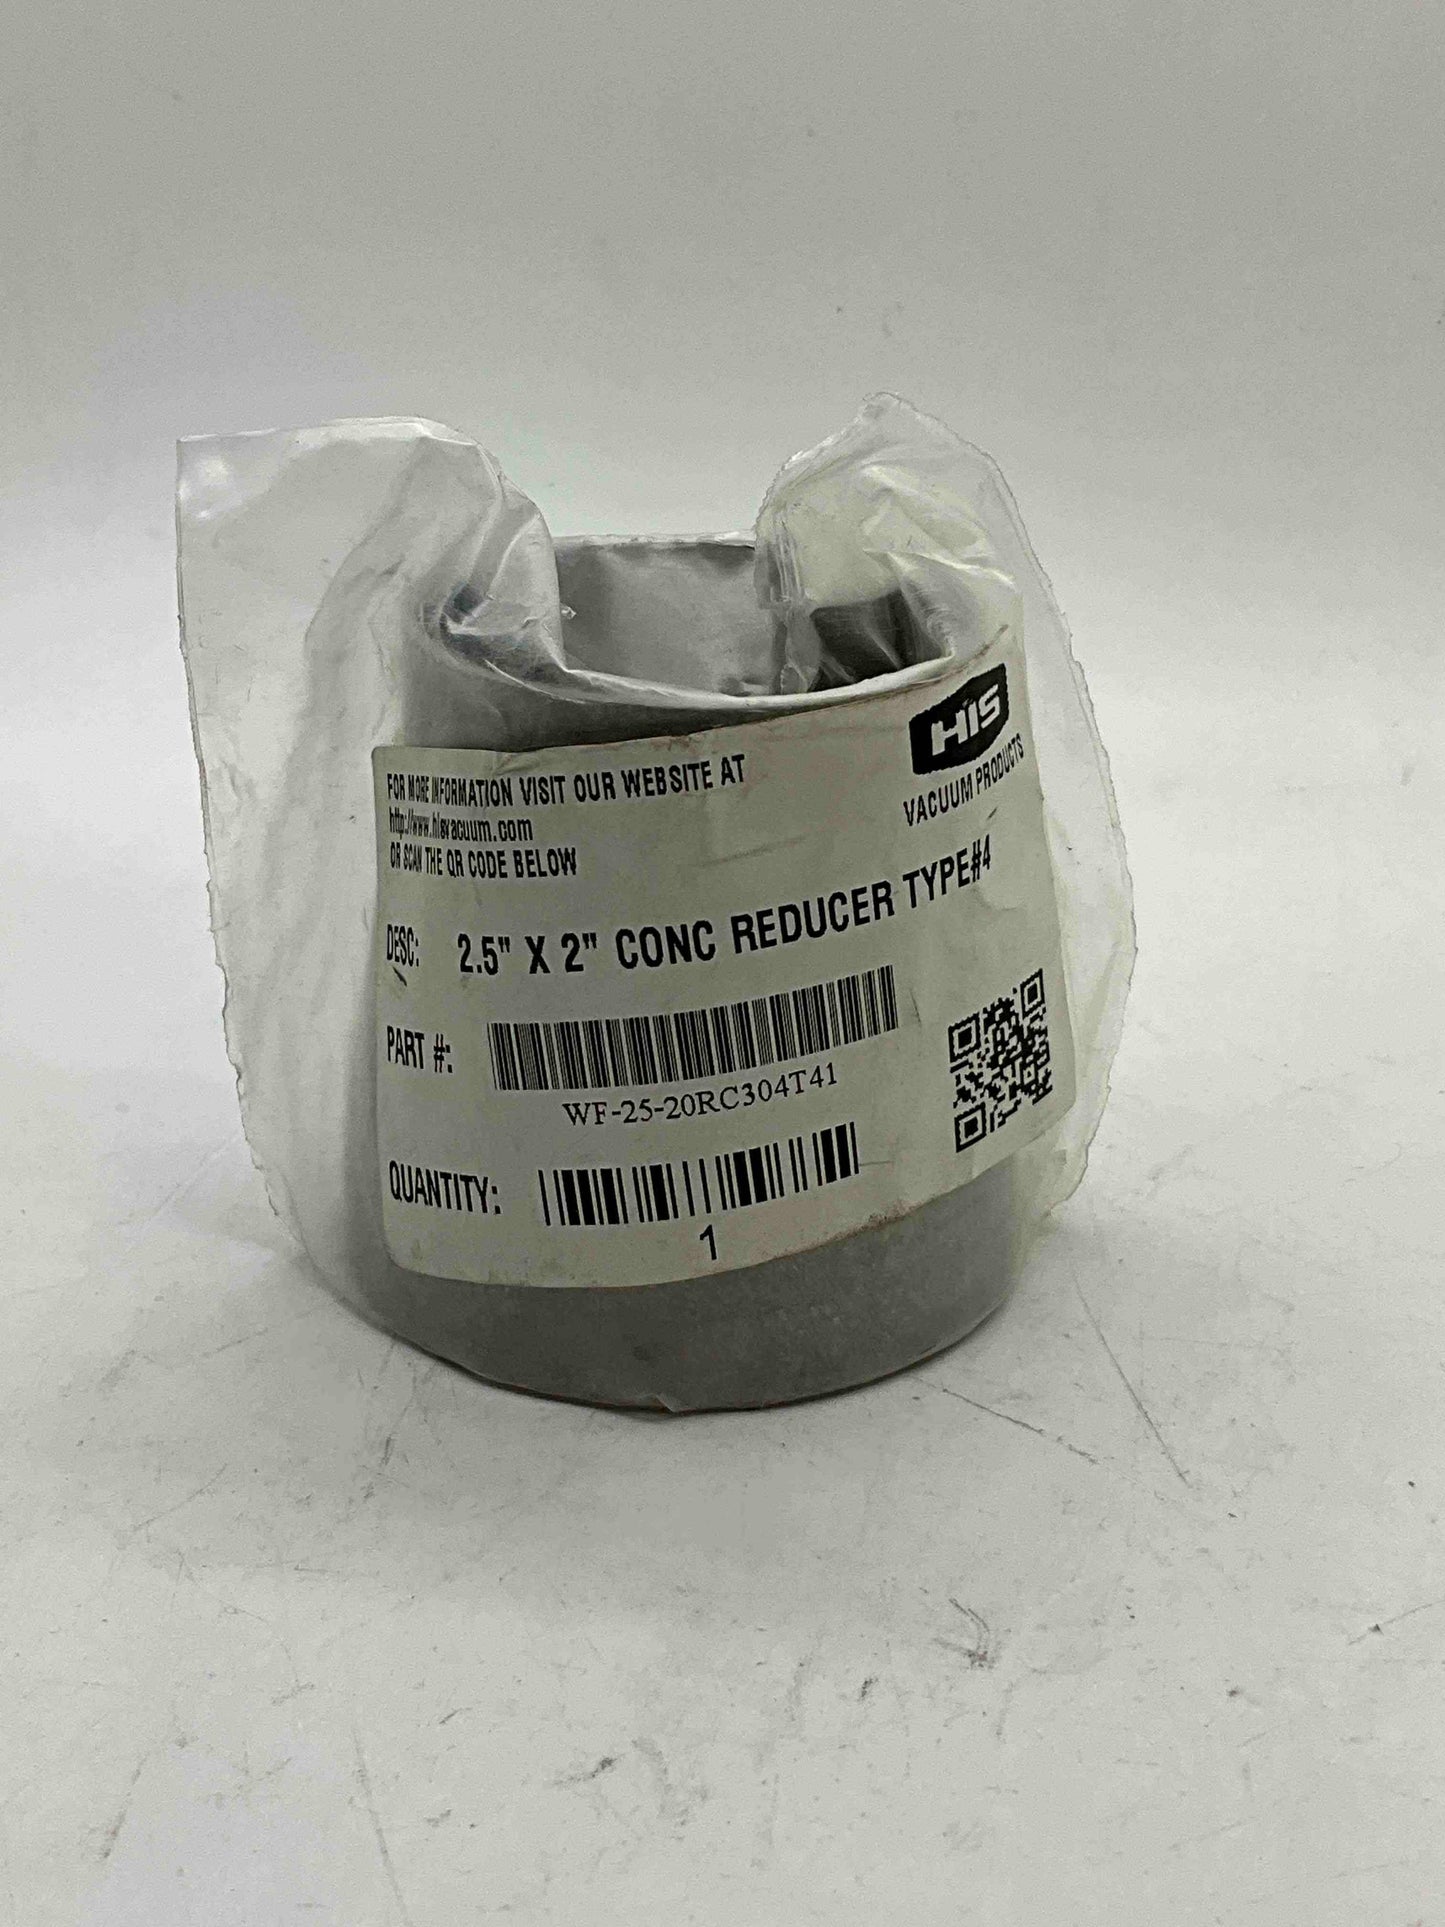 HIS
VACUUM PRODUCTS
FOR MORE INFORMATION VISIT OUR WEBSITE AT
http://www.hisvacuum.com
OR SCAN THE QR CODE BELOW
DESC: 2.5" X 2" CONC REDUCER TYPE#4
PART #:
WF-25-20RC304T41
QUANTITY:
1